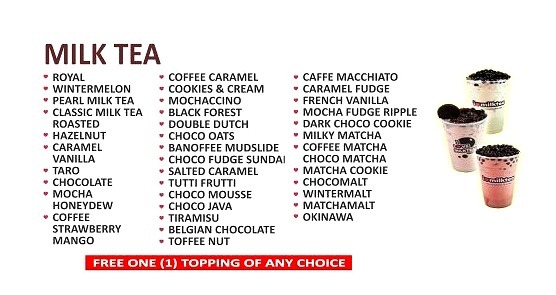 MILK TEA
ROYAL
WINTERMELON
PEARL MILK TEA
CLASSIC MILK TEA
ROASTED
HAZELNUT
CARAMEL
VANILLA
TARO
CHOCOLATE
MOCHA
HONEYDEW
COFFEE
STRAWBERRY
MANGO
COFFEE CARAMEL
COOKIES & CREAM
MOCHACCINO
BLACK FOREST
DOUBLE DUTCH
CHOCO OATS
BANOFFEE MUDSLIDE
CHOCO FUDGE SUNDAI
SALTED CARAMEL
TUTTI FRUTTI
CHOCO MOUSSE
CHOCO JAVA
TIRAMISU
BELGIAN CHOCOLATE
TOFFEE NUT
CAFFE MACCHIATO
CARAMEL FUDGE
FRENCH VANILLA
MOCHA FUDGE RIPPLE
DARK CHOCO COOKIE
MILKY MATCHA
COFFEE MATCHA
CHOCO MATCHA
MATCHA COOKIE
CHOCOMALT
WINTERMALT
MATCHAMALT
OKINAWA
FREE ONE (1) TOPPING OF ANY CHOICE